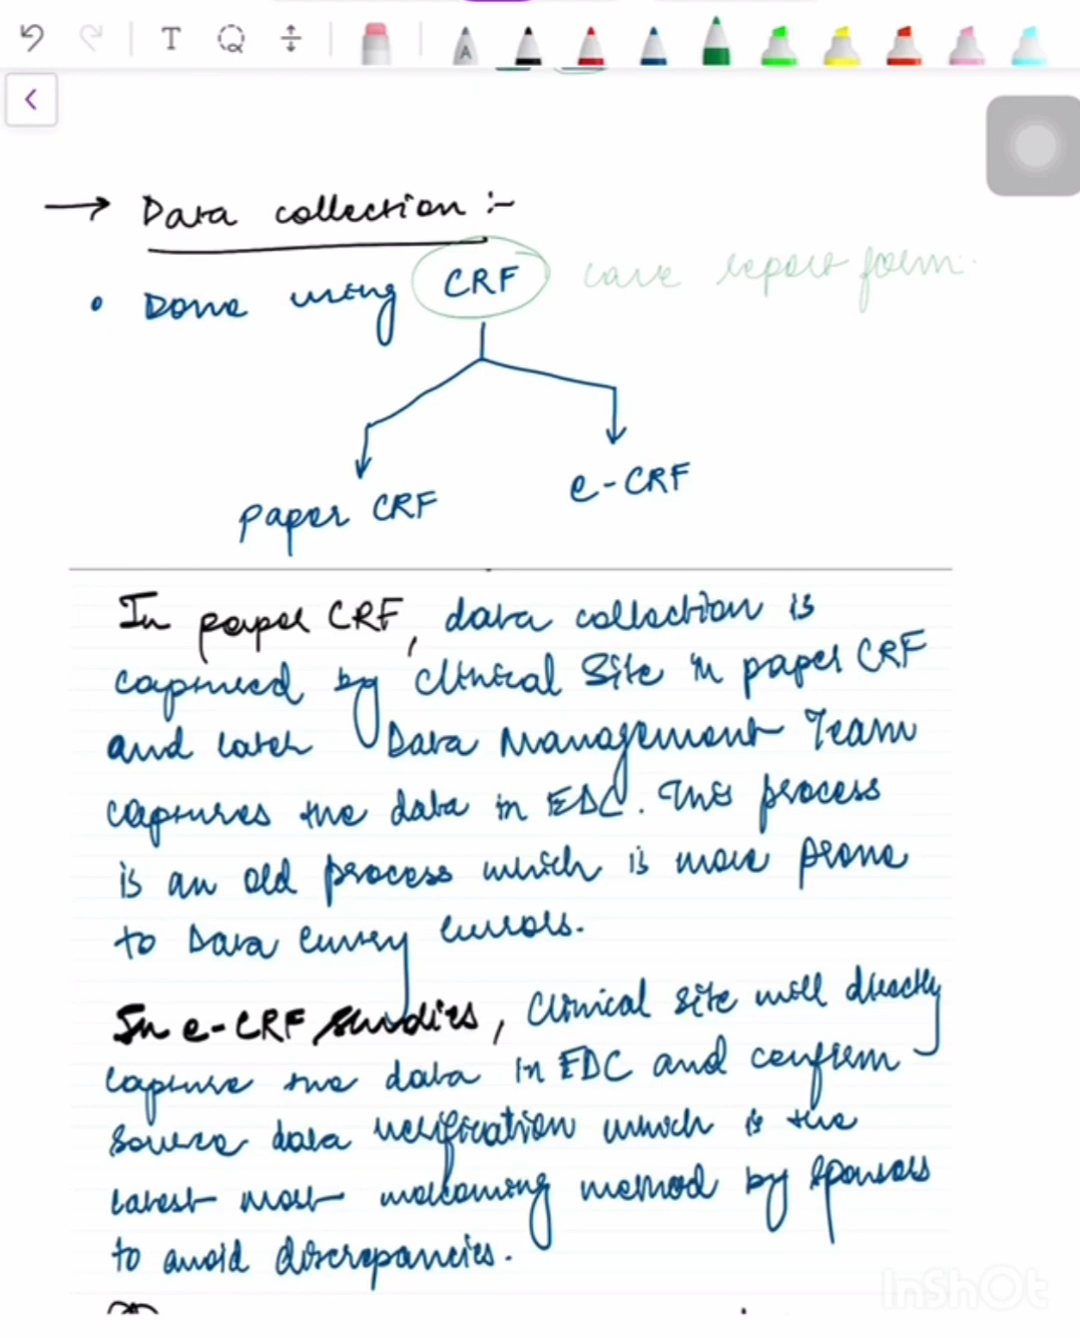 T
A
→ Data collection :-
• Done using CRF case report form.
Paper CRF
e-CRF
In paper CRF, data collection is
captured by Clinical Site in paper CRF
and later Data Management Team
captures the data in EDC. This process
is an old process which is more prone
to Data entry errors.
In e-CRF studies, Clinical site will directly
capture the data in EDC and confirm
source data verification which is the
latest most welcoming method by sponsors
to avoid discrepancies.
InShOt